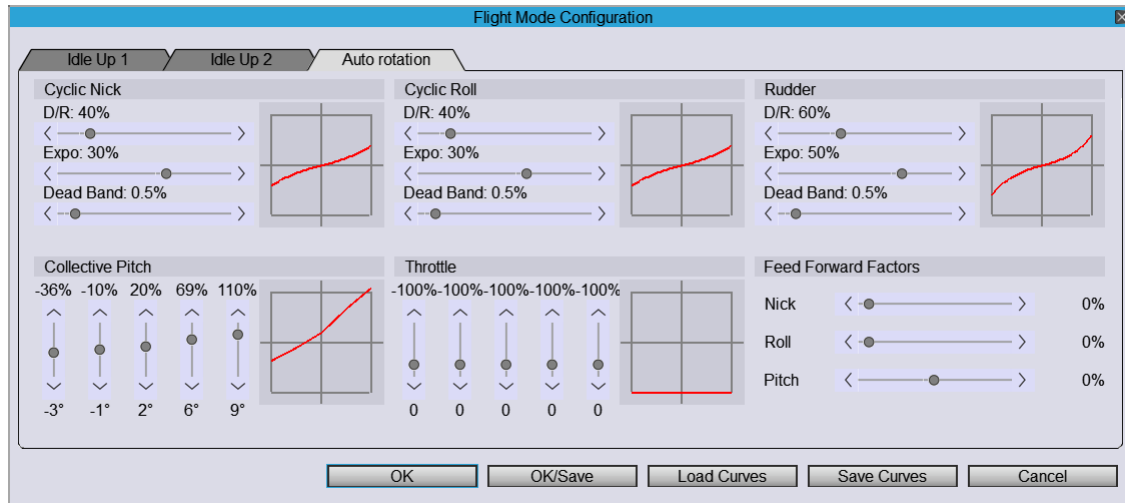 Flight Mode Configuration
Idle Up 1 Idle Up 2 Auto rotation
Cyclic Nick
D/R: 40%
Expo: 30%
Dead Band: 0.5%
Cyclic Roll
D/R: 40%
Expo: 30%
Dead Band: 0.5%
Rudder
D/R: 60%
Expo: 50%
Dead Band: 0.5%
Collective Pitch
-36% -10% 20% 69% 110%
-3° -1° 2° 6° 9°
Throttle
-100% -100% -100% -100% -100%
0 0 0 0 0
Feed Forward Factors
Nick 0%
Roll 0%
Pitch 0%
OK OK/Save Load Curves Save Curves Cancel